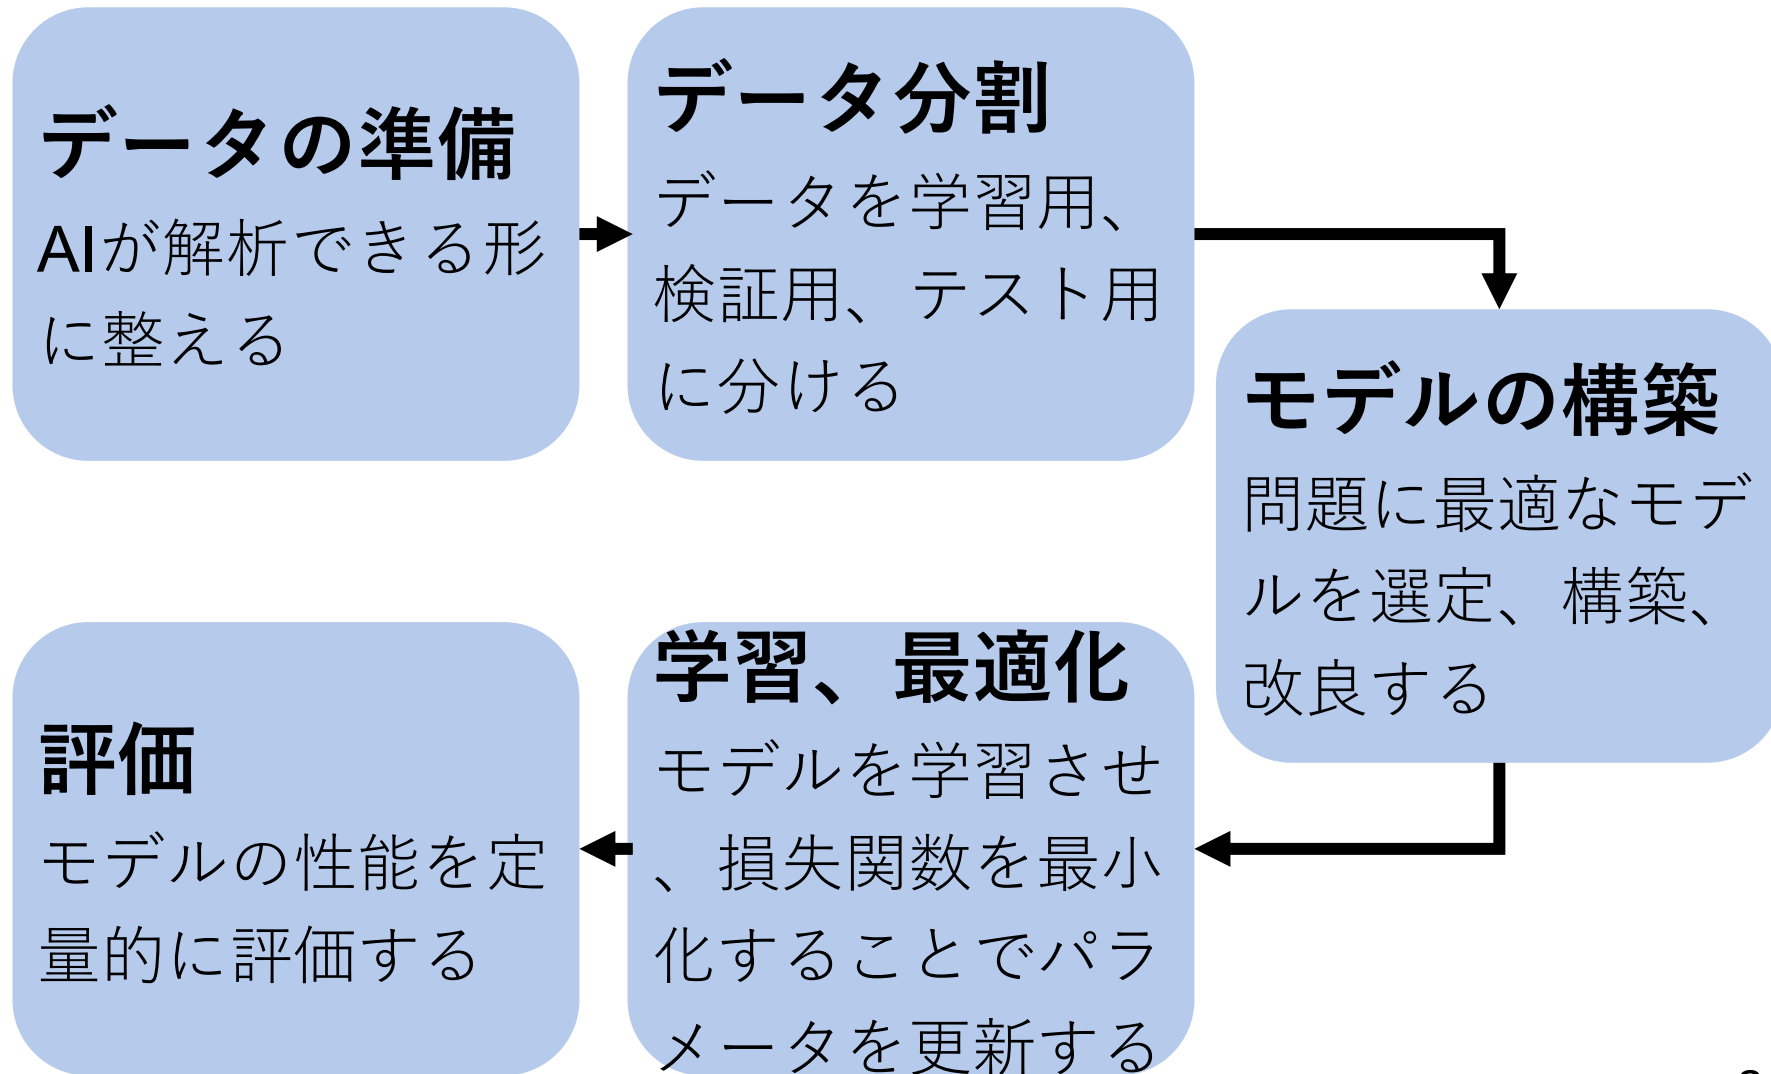 データの準備
AIが解析できる形
に整える
データ分割
データを学習用、
検証用、テスト用
に分ける
モデルの構築
問題に最適なモデ
ルを選定、構築、
改良する
学習、最適化
モデルを学習させ
、損失関数を最小
化することでパラ
メータを更新する
評価
モデルの性能を定
量的に評価する